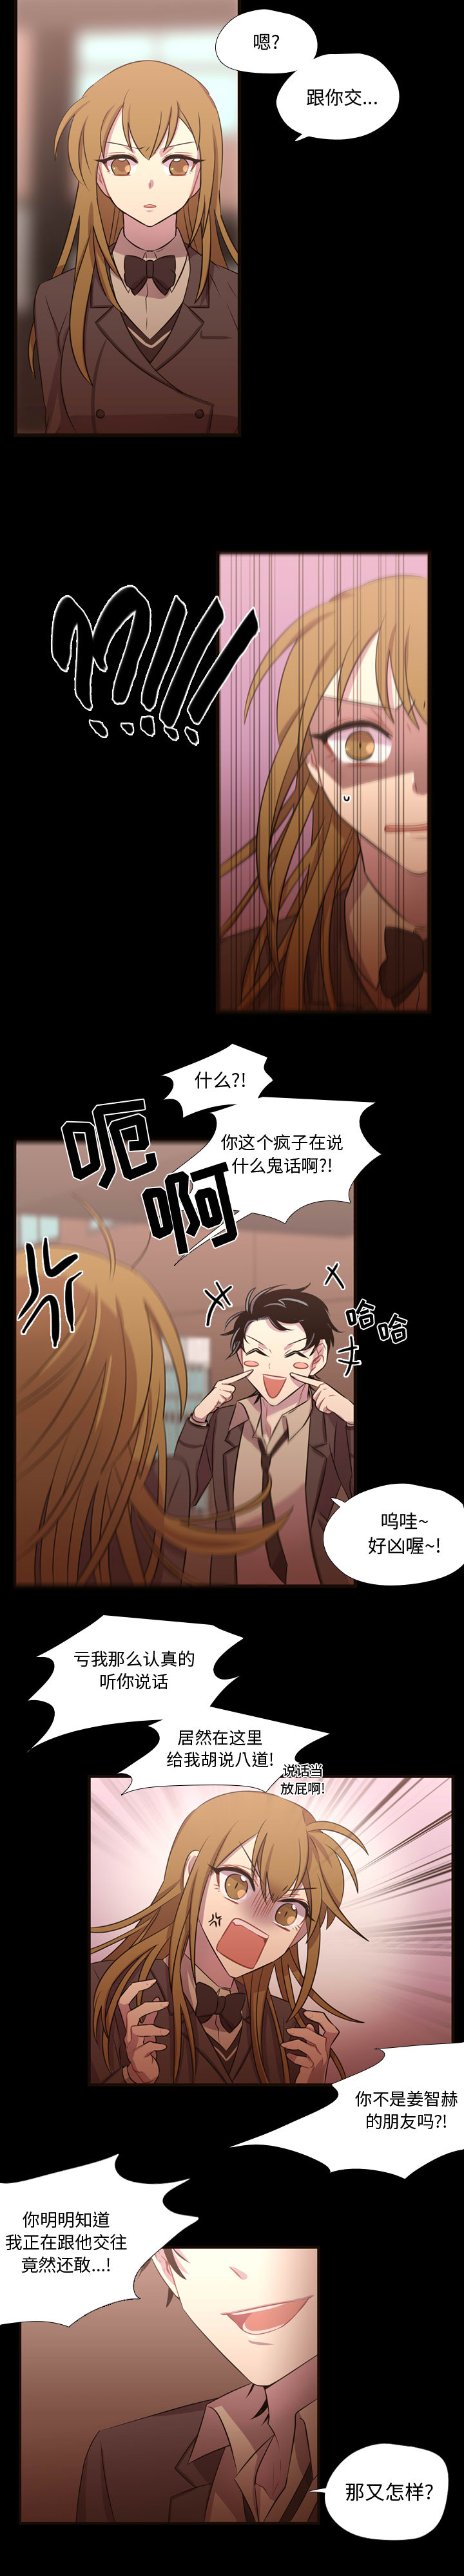 嗯?
跟你交...
什么?!
你这个疯子在说
什么鬼话啊?!
呃
啊
哈
哈
呜哇~
好凶喔~!
亏我那么认真的
听你说话
居然在这里
给我胡说八道!
说话当
放屁啊!
你不是姜智赫
的朋友吗?!
你明明知道
我正在跟他交往
竟然还敢...!
那又怎样?